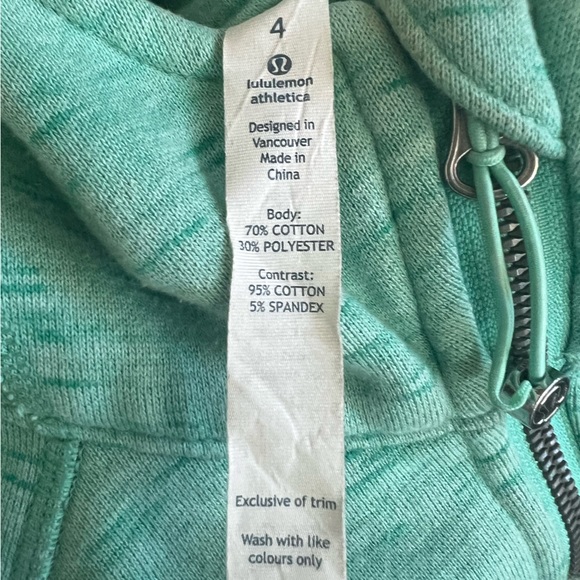 4
lululemon
athletica
Designed in
Vancouver
Made in
China
Body:
70% COTTON
30% POLYESTER
Contrast:
95% COTTON
5% SPANDEX
Exclusive of trim
Wash with like
colours only